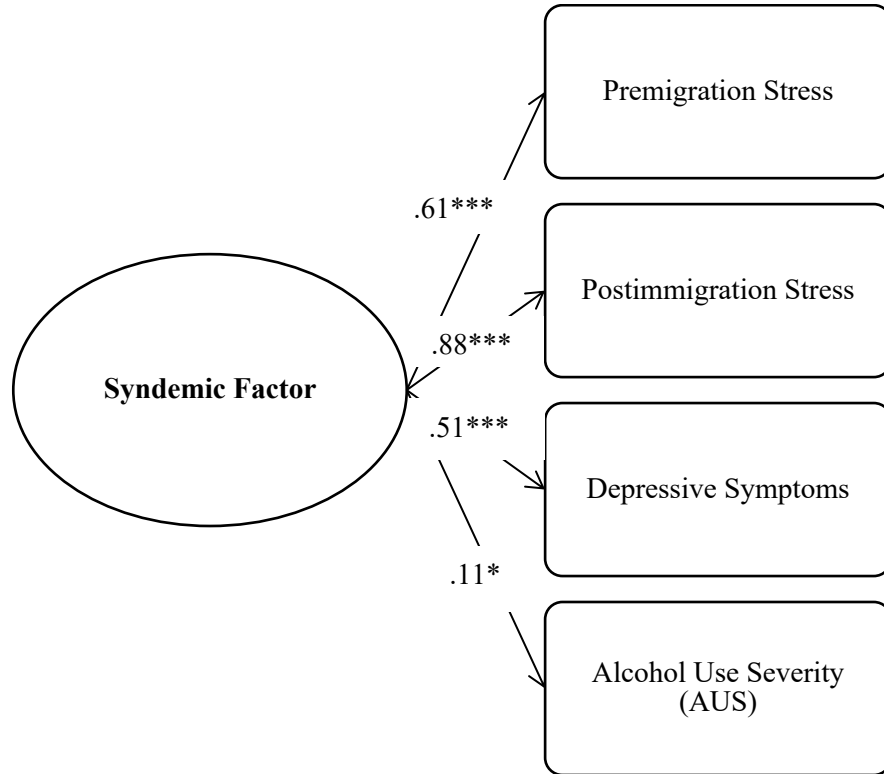 Premigration Stress
.61***
Postimmigration Stress
.88***
Syndemic Factor
.51***
Depressive Symptoms
.11*
Alcohol Use Severity
(AUS)